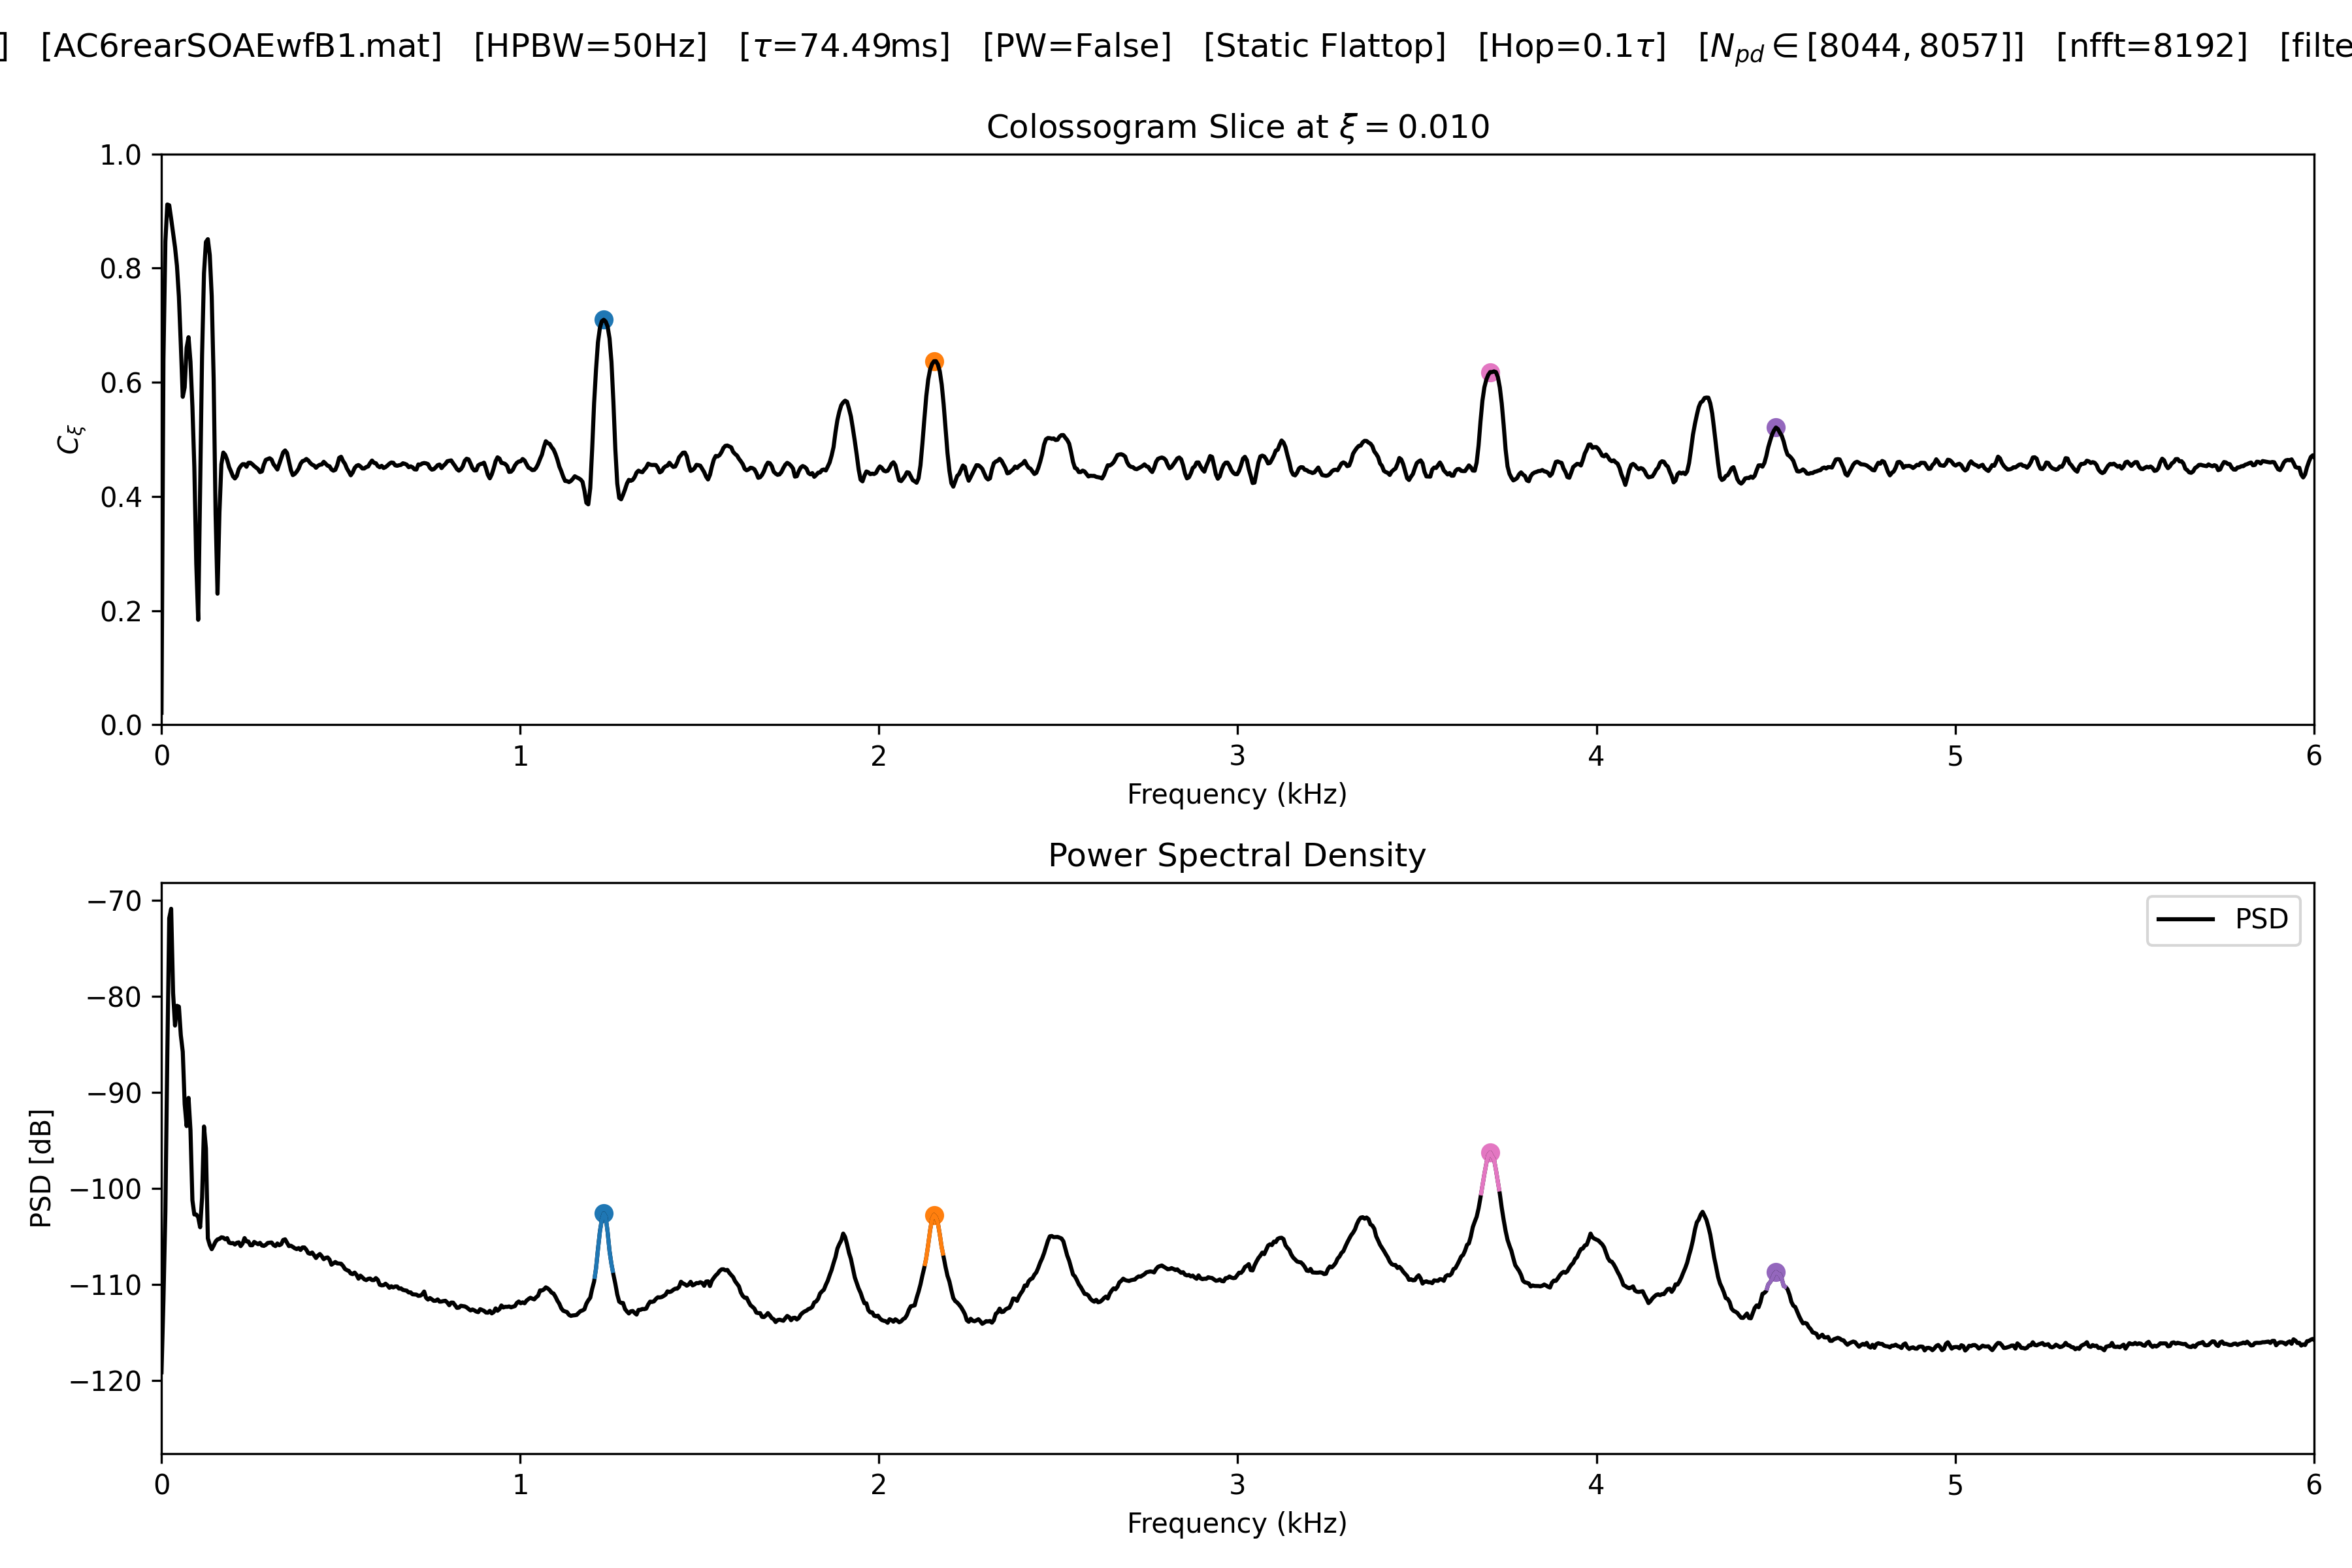 ] [AC6rearSOAEwfB1.mat] [HPBW=50Hz] [τ=74.49ms] [PW=False] [Static Flattop] [Hop=0.1τ] [N_pd ∈ [8044, 8057]] [nfft=8192] [filte
Colossogram Slice at ξ = 0.010
1.0
0.8
0.6
0.4
0.2
0.0
C_ξ
0 1 2 3 4 5 6
Frequency (kHz)
Power Spectral Density
−70
−80
−90
−100
−110
−120
PSD [dB]
PSD
0 1 2 3 4 5 6
Frequency (kHz)